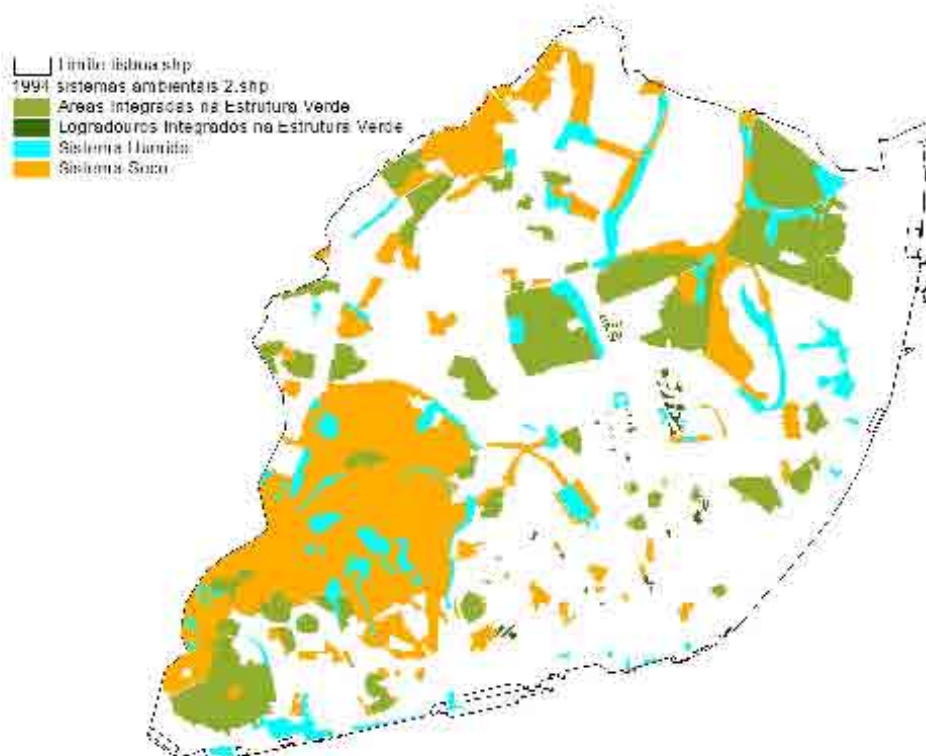 Limite lisboa.shp
1994 sistemas ambientais 2.shp
Areas Integradas na Estrutura Verde
Logradouros Integrados na Estrutura Verde
Sistema Humido
Sistema Seco